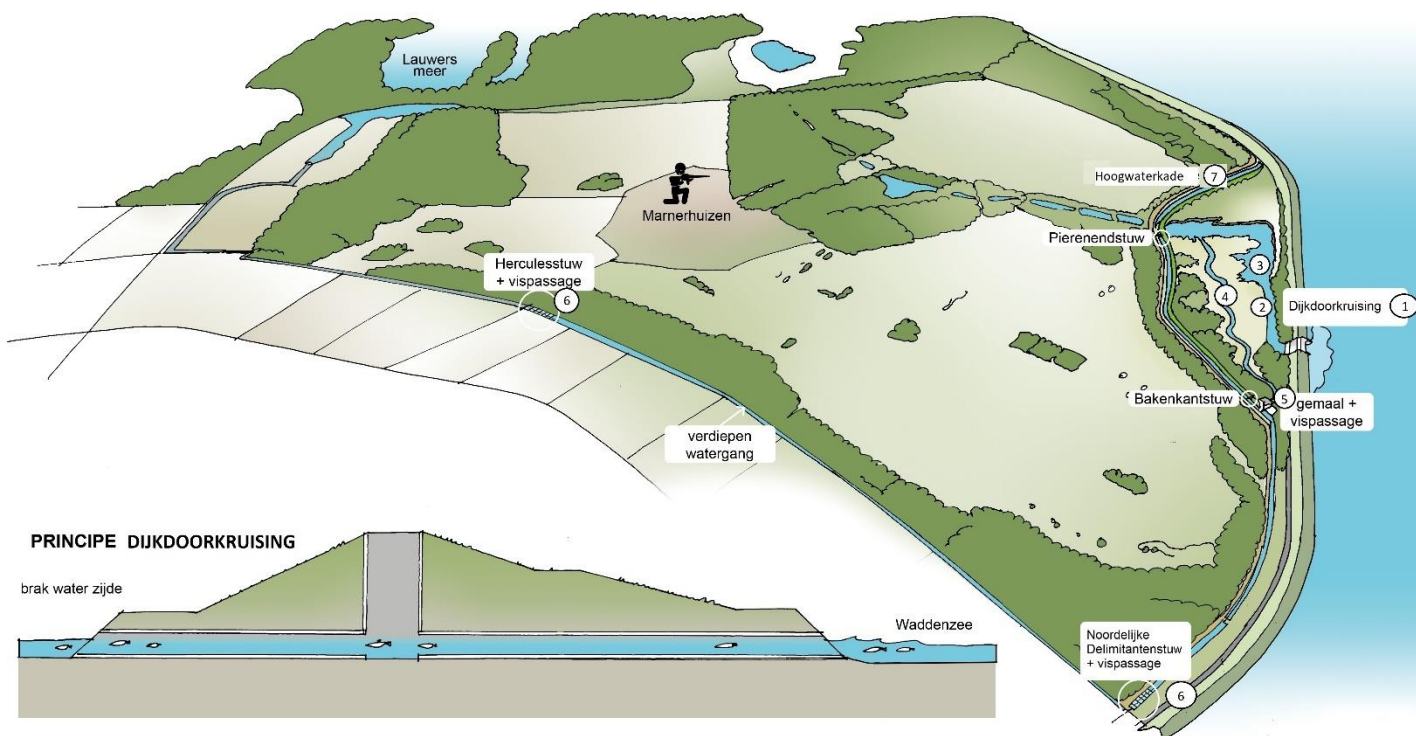 Lauwers
meer
Marnerhuizen
Hoogwaterkade
7
Pierenendstuw
Herculesstuw
+ vispassage
6
3
4
2
Dijkdoorkruising
1
Bakenkantstuw
5
gemaal +
vispassage
verdiepen
watergang
PRINCIPE DIJKDOORKRUISING
brak water zijde
Waddenzee
Noordelijke
Delimitantenstuw
+ vispassage
6